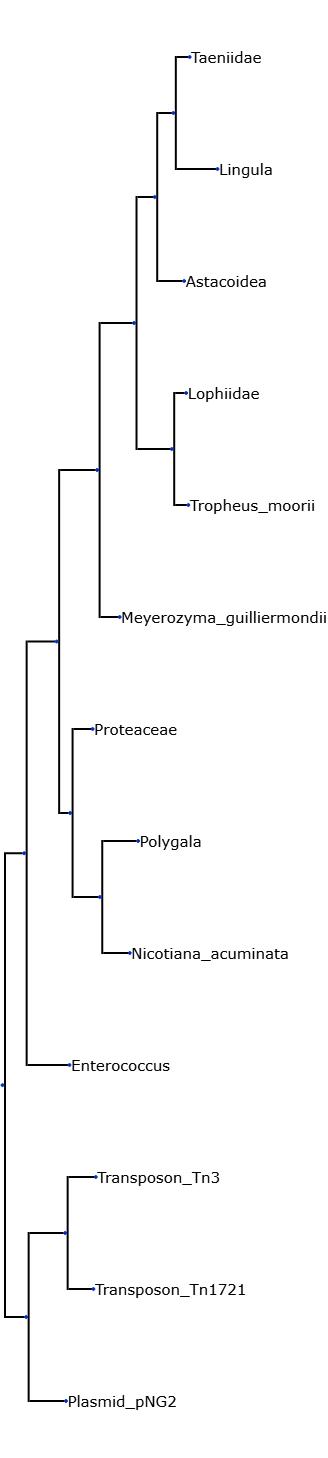 Taeniidae
Lingula
Astacoidea
Lophiidae
Tropheus_moorii
Meyerozyma_guilliermondii
Proteaceae
Polygala
Nicotiana_acuminata
Enterococcus
Transposon_Tn3
Transposon_Tn1721
Plasmid_pNG2